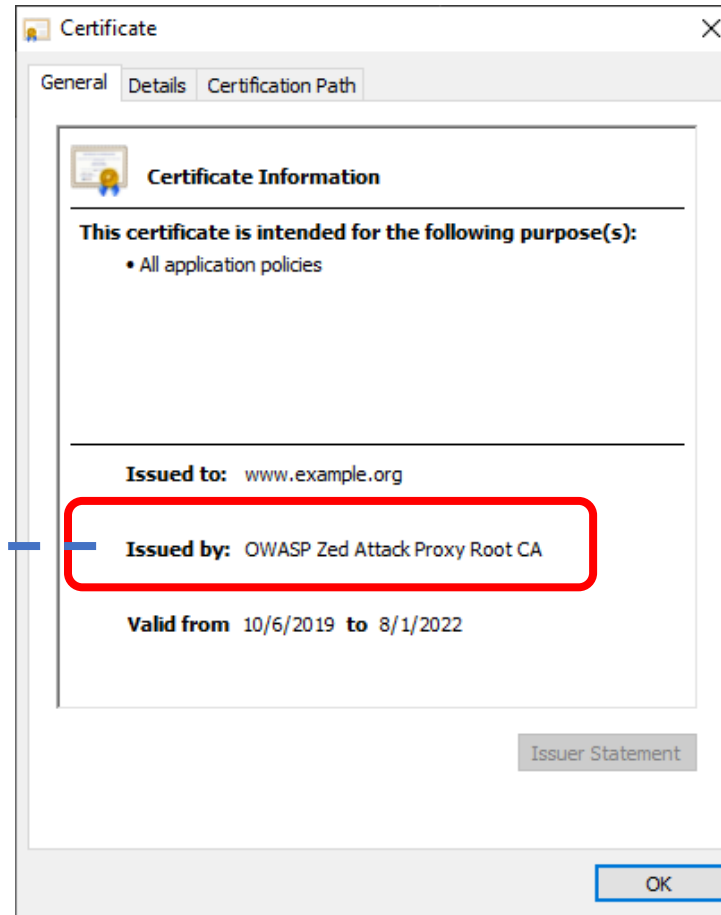 Certificate
General Details Certification Path
Certificate Information
This certificate is intended for the following purpose(s):
• All application policies
Issued to: www.example.org
Issued by: OWASP Zed Attack Proxy Root CA
Valid from 10/6/2019 to 8/1/2022
Issuer Statement
OK